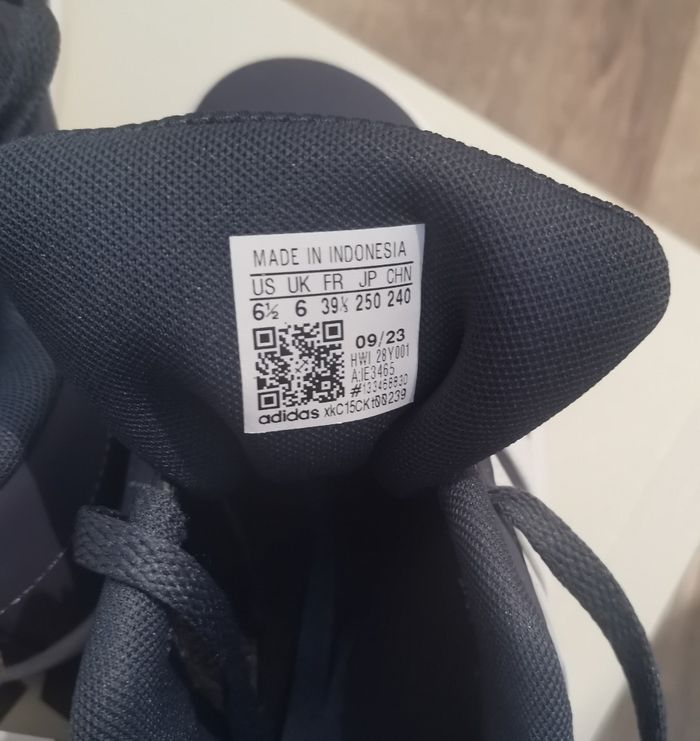 MADE IN INDONESIA
US UK FR JP CHN
6½ 6 39⅓ 250 240
09/23
HWI 28Y001
A:IE3465
adidas xkC15CKt00239